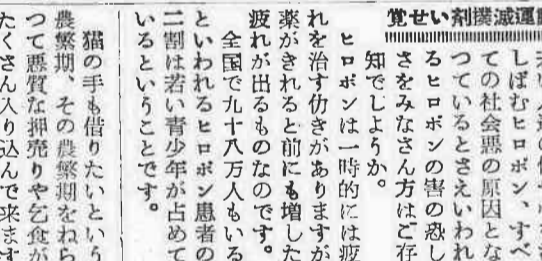 覚せい剤撲滅運
しぼむヒロポン、すべ
ての社会悪の原因とな
つているとさえいわれ
るヒロポンの害の恐し
さをみなさん方はご存
知でしようか。
ヒロポンは一時的には疲
れを治す仂きがありますが
薬がきれると前にも増した
疲れが出るものなのです。
全国で九十八万人もいる
といわれるヒロポン患者の
二割は若い青少年が占めて
いるということです。
猫の手も借りたいという
農繁期、その農繁期をねら
つて悪質な押売りや乞食が
たくさん入り込んで来ます